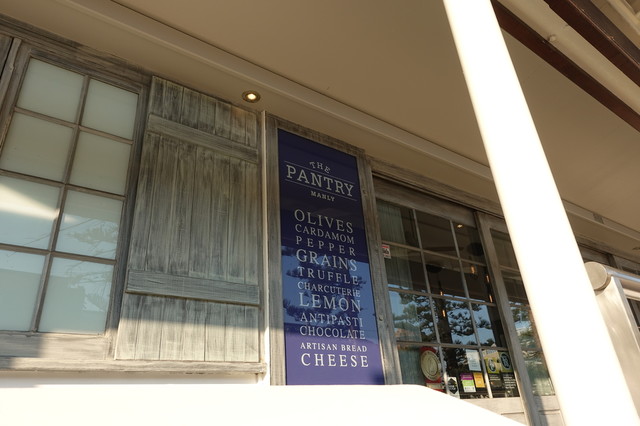 THE
PANTRY
MANLY
OLIVES
CARDAMOM
PEPPER
GRAINS
TRUFFLE
CHARCUTERIE
LEMON
ANTIPASTI
CHOCOLATE
ARTISAN BREAD
CHEESE